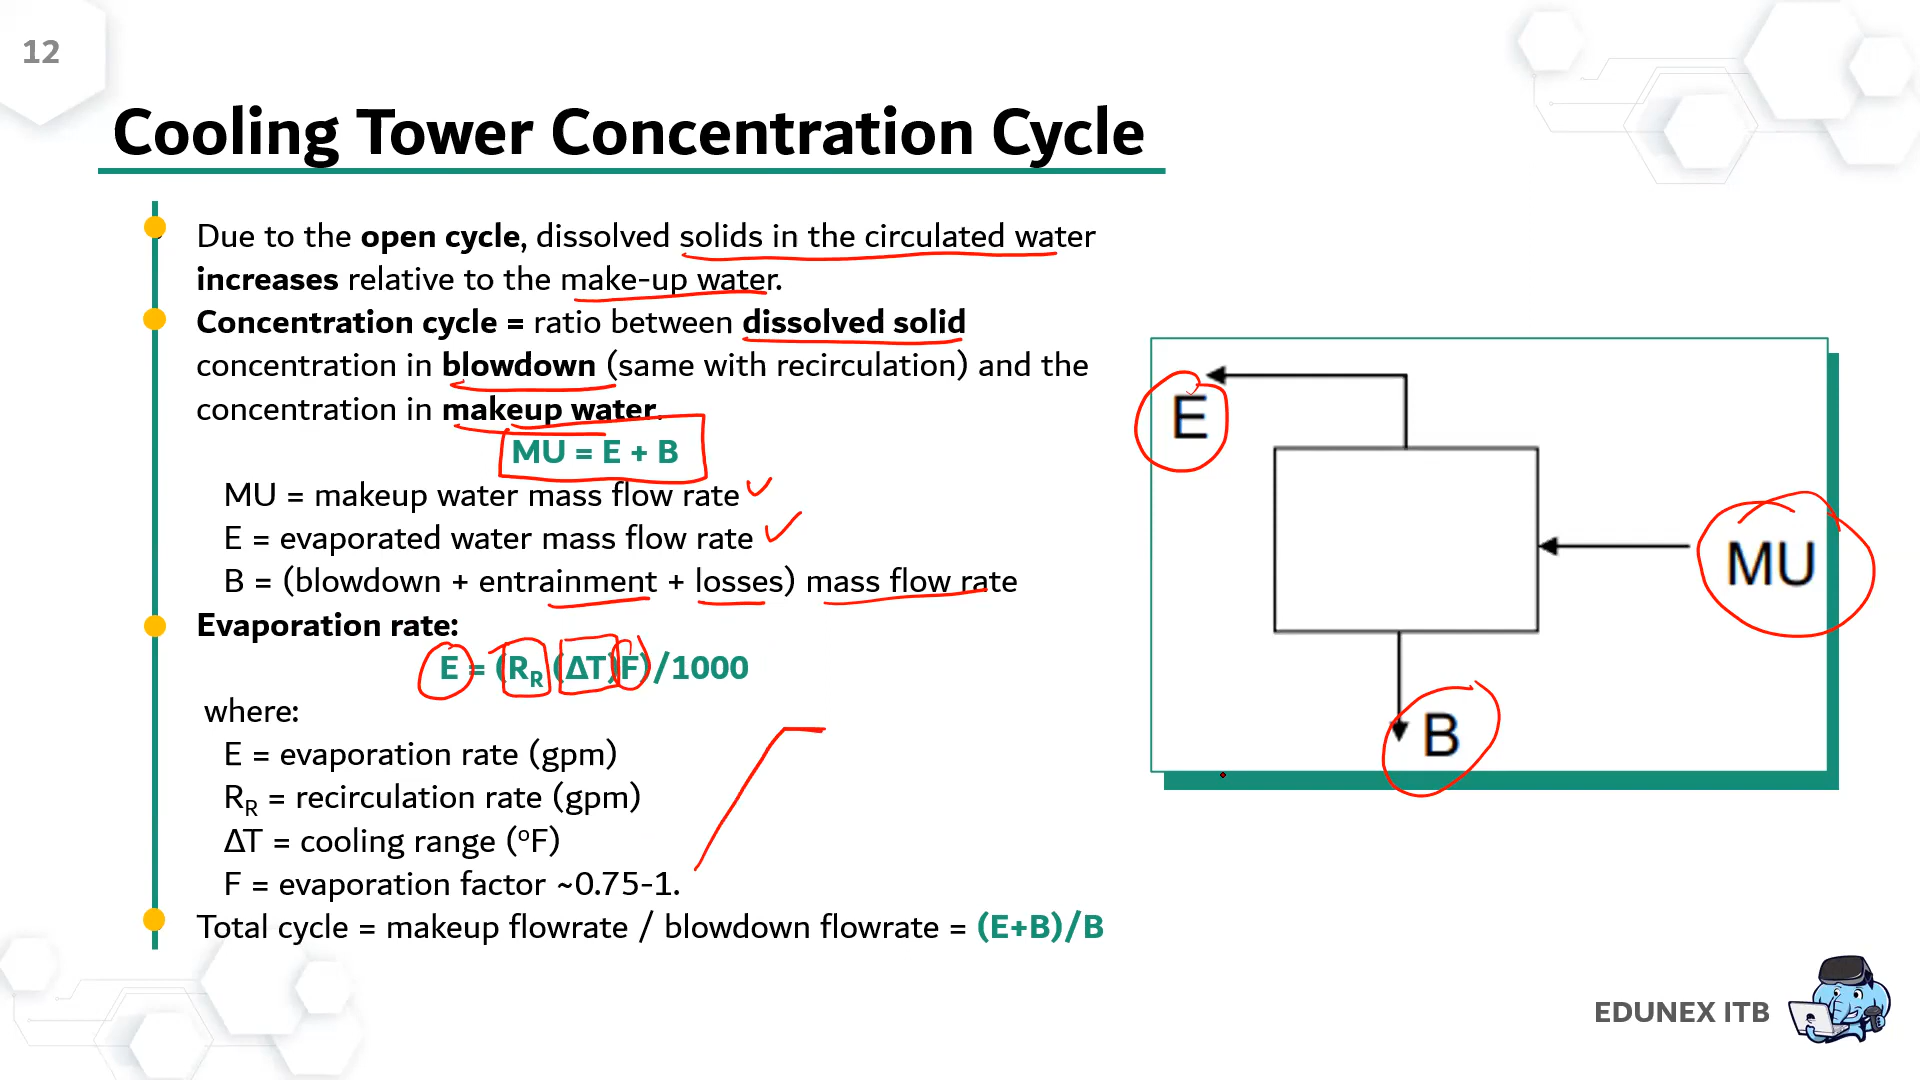 12
Cooling Tower Concentration Cycle
Due to the open cycle, dissolved solids in the circulated water
increases relative to the make-up water.
Concentration cycle = ratio between dissolved solid
concentration in blowdown (same with recirculation) and the
concentration in makeup water.
MU = E + B
MU = makeup water mass flow rate
E = evaporated water mass flow rate
B = (blowdown + entrainment + losses) mass flow rate
Evaporation rate:
E = (R_R (ΔT)F)/1000
where:
E = evaporation rate (gpm)
R_R = recirculation rate (gpm)
ΔT = cooling range (°F)
F = evaporation factor ~0.75-1.
Total cycle = makeup flowrate / blowdown flowrate = (E+B)/B
E
MU
B
EDUNEX ITB